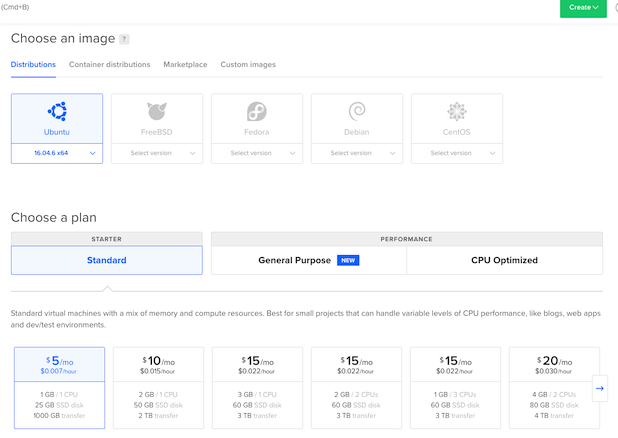 (Cmd+B)
Create
Choose an image ?
Distributions Container distributions Marketplace Custom images
Ubuntu FreeBSD Fedora Debian CentOS
16.04.6 x64 Select version Select version Select version Select version
Choose a plan
STARTER PERFORMANCE
Standard General Purpose NEW CPU Optimized
Standard virtual machines with a mix of memory and compute resources. Best for small projects that can handle variable levels of CPU performance, like blogs, web apps
and dev/test environments.
$5/mo $10/mo $15/mo $15/mo $15/mo $20/mo
$0.007/hour $0.015/hour $0.022/hour $0.022/hour $0.022/hour $0.030/hour
1 GB / 1 CPU 2 GB / 1 CPU 3 GB / 1 CPU 2 GB / 2 CPUs 1 GB / 3 CPUs 4 GB / 2 CPUs
25 GB SSD disk 50 GB SSD disk 60 GB SSD disk 60 GB SSD disk 60 GB SSD disk 80 GB SSD disk
1000 GB transfer 2 TB transfer 3 TB transfer 3 TB transfer 3 TB transfer 4 TB transfer